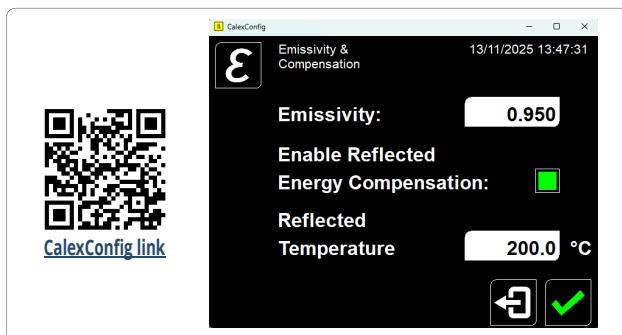 CalexConfig
Emissivity &
Compensation
13/11/2025 13:47:31
ε
Emissivity:
0.950
Enable Reflected
Energy Compensation:
Reflected
Temperature
200.0 °C
CalexConfig link